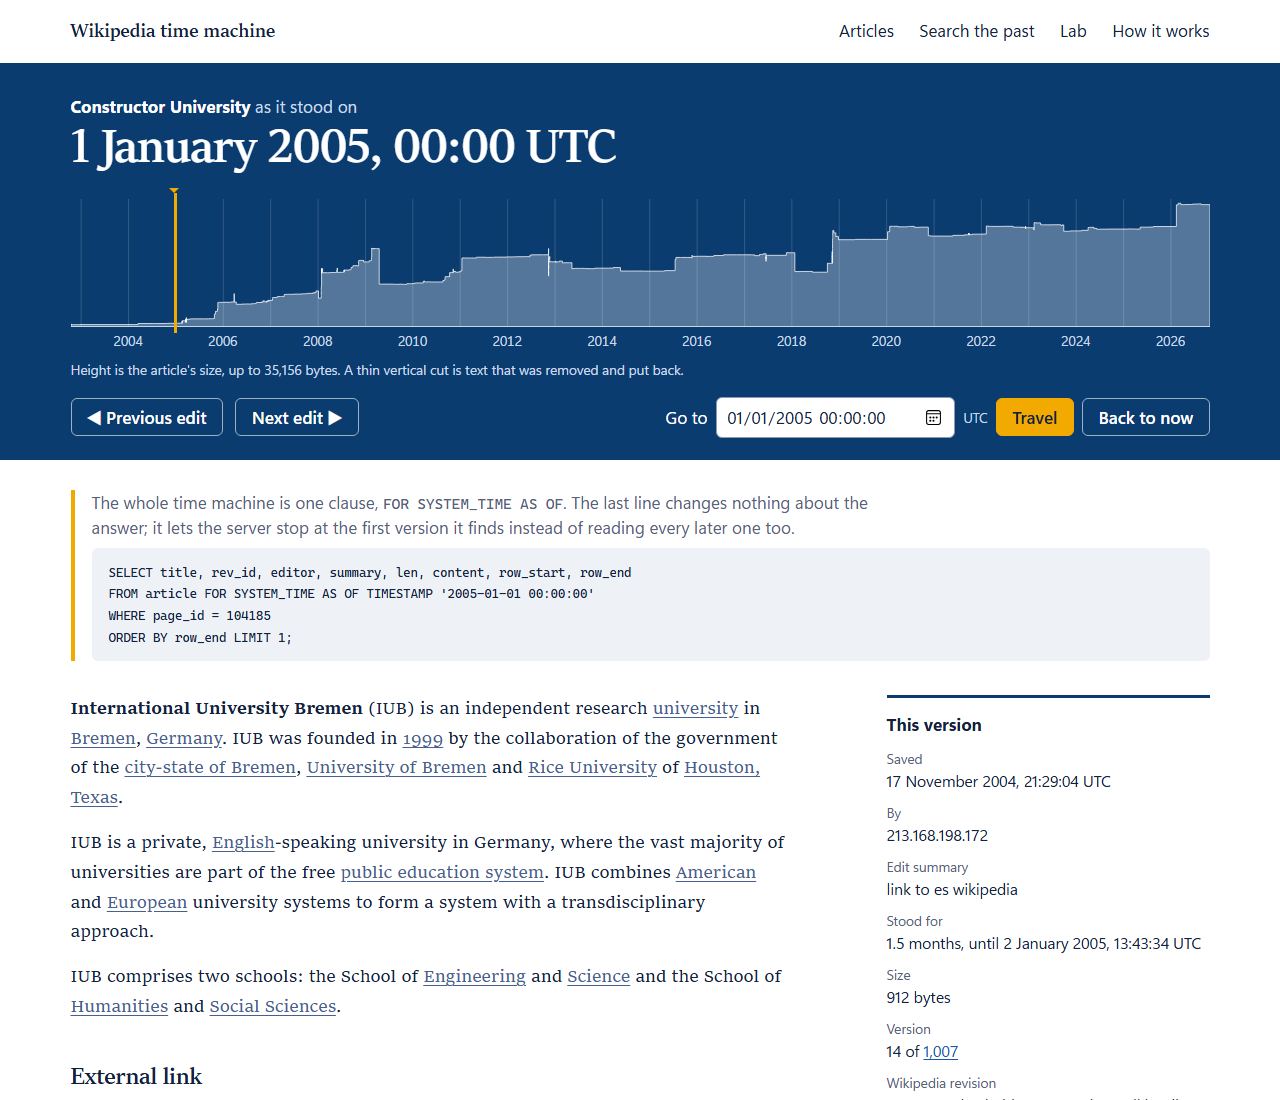 Wikipedia time machine
Articles
Search the past
Lab
How it works
Constructor University as it stood on
1 January 2005, 00:00 UTC
2004 2006 2008 2010 2012 2014 2016 2018 2020 2022 2024 2026
Height is the article's size, up to 35,156 bytes. A thin vertical cut is text that was removed and put back.
◀ Previous edit
Next edit ▶
Go to
01/01/2005 00:00:00
UTC
Travel
Back to now
The whole time machine is one clause, FOR SYSTEM_TIME AS OF. The last line changes nothing about the
answer; it lets the server stop at the first version it finds instead of reading every later one too.
SELECT title, rev_id, editor, summary, len, content, row_start, row_end
FROM article FOR SYSTEM_TIME AS OF TIMESTAMP '2005-01-01 00:00:00'
WHERE page_id = 104185
ORDER BY row_end LIMIT 1;
International University Bremen (IUB) is an independent research university in
Bremen, Germany. IUB was founded in 1999 by the collaboration of the government
of the city-state of Bremen, University of Bremen and Rice University of Houston,
Texas.
IUB is a private, English-speaking university in Germany, where the vast majority of
universities are part of the free public education system. IUB combines American
and European university systems to form a system with a transdisciplinary
approach.
IUB comprises two schools: the School of Engineering and Science and the School of
Humanities and Social Sciences.
External link
This version
Saved
17 November 2004, 21:29:04 UTC
By
213.168.198.172
Edit summary
link to es wikipedia
Stood for
1.5 months, until 2 January 2005, 13:43:34 UTC
Size
912 bytes
Version
14 of 1,007
Wikipedia revision